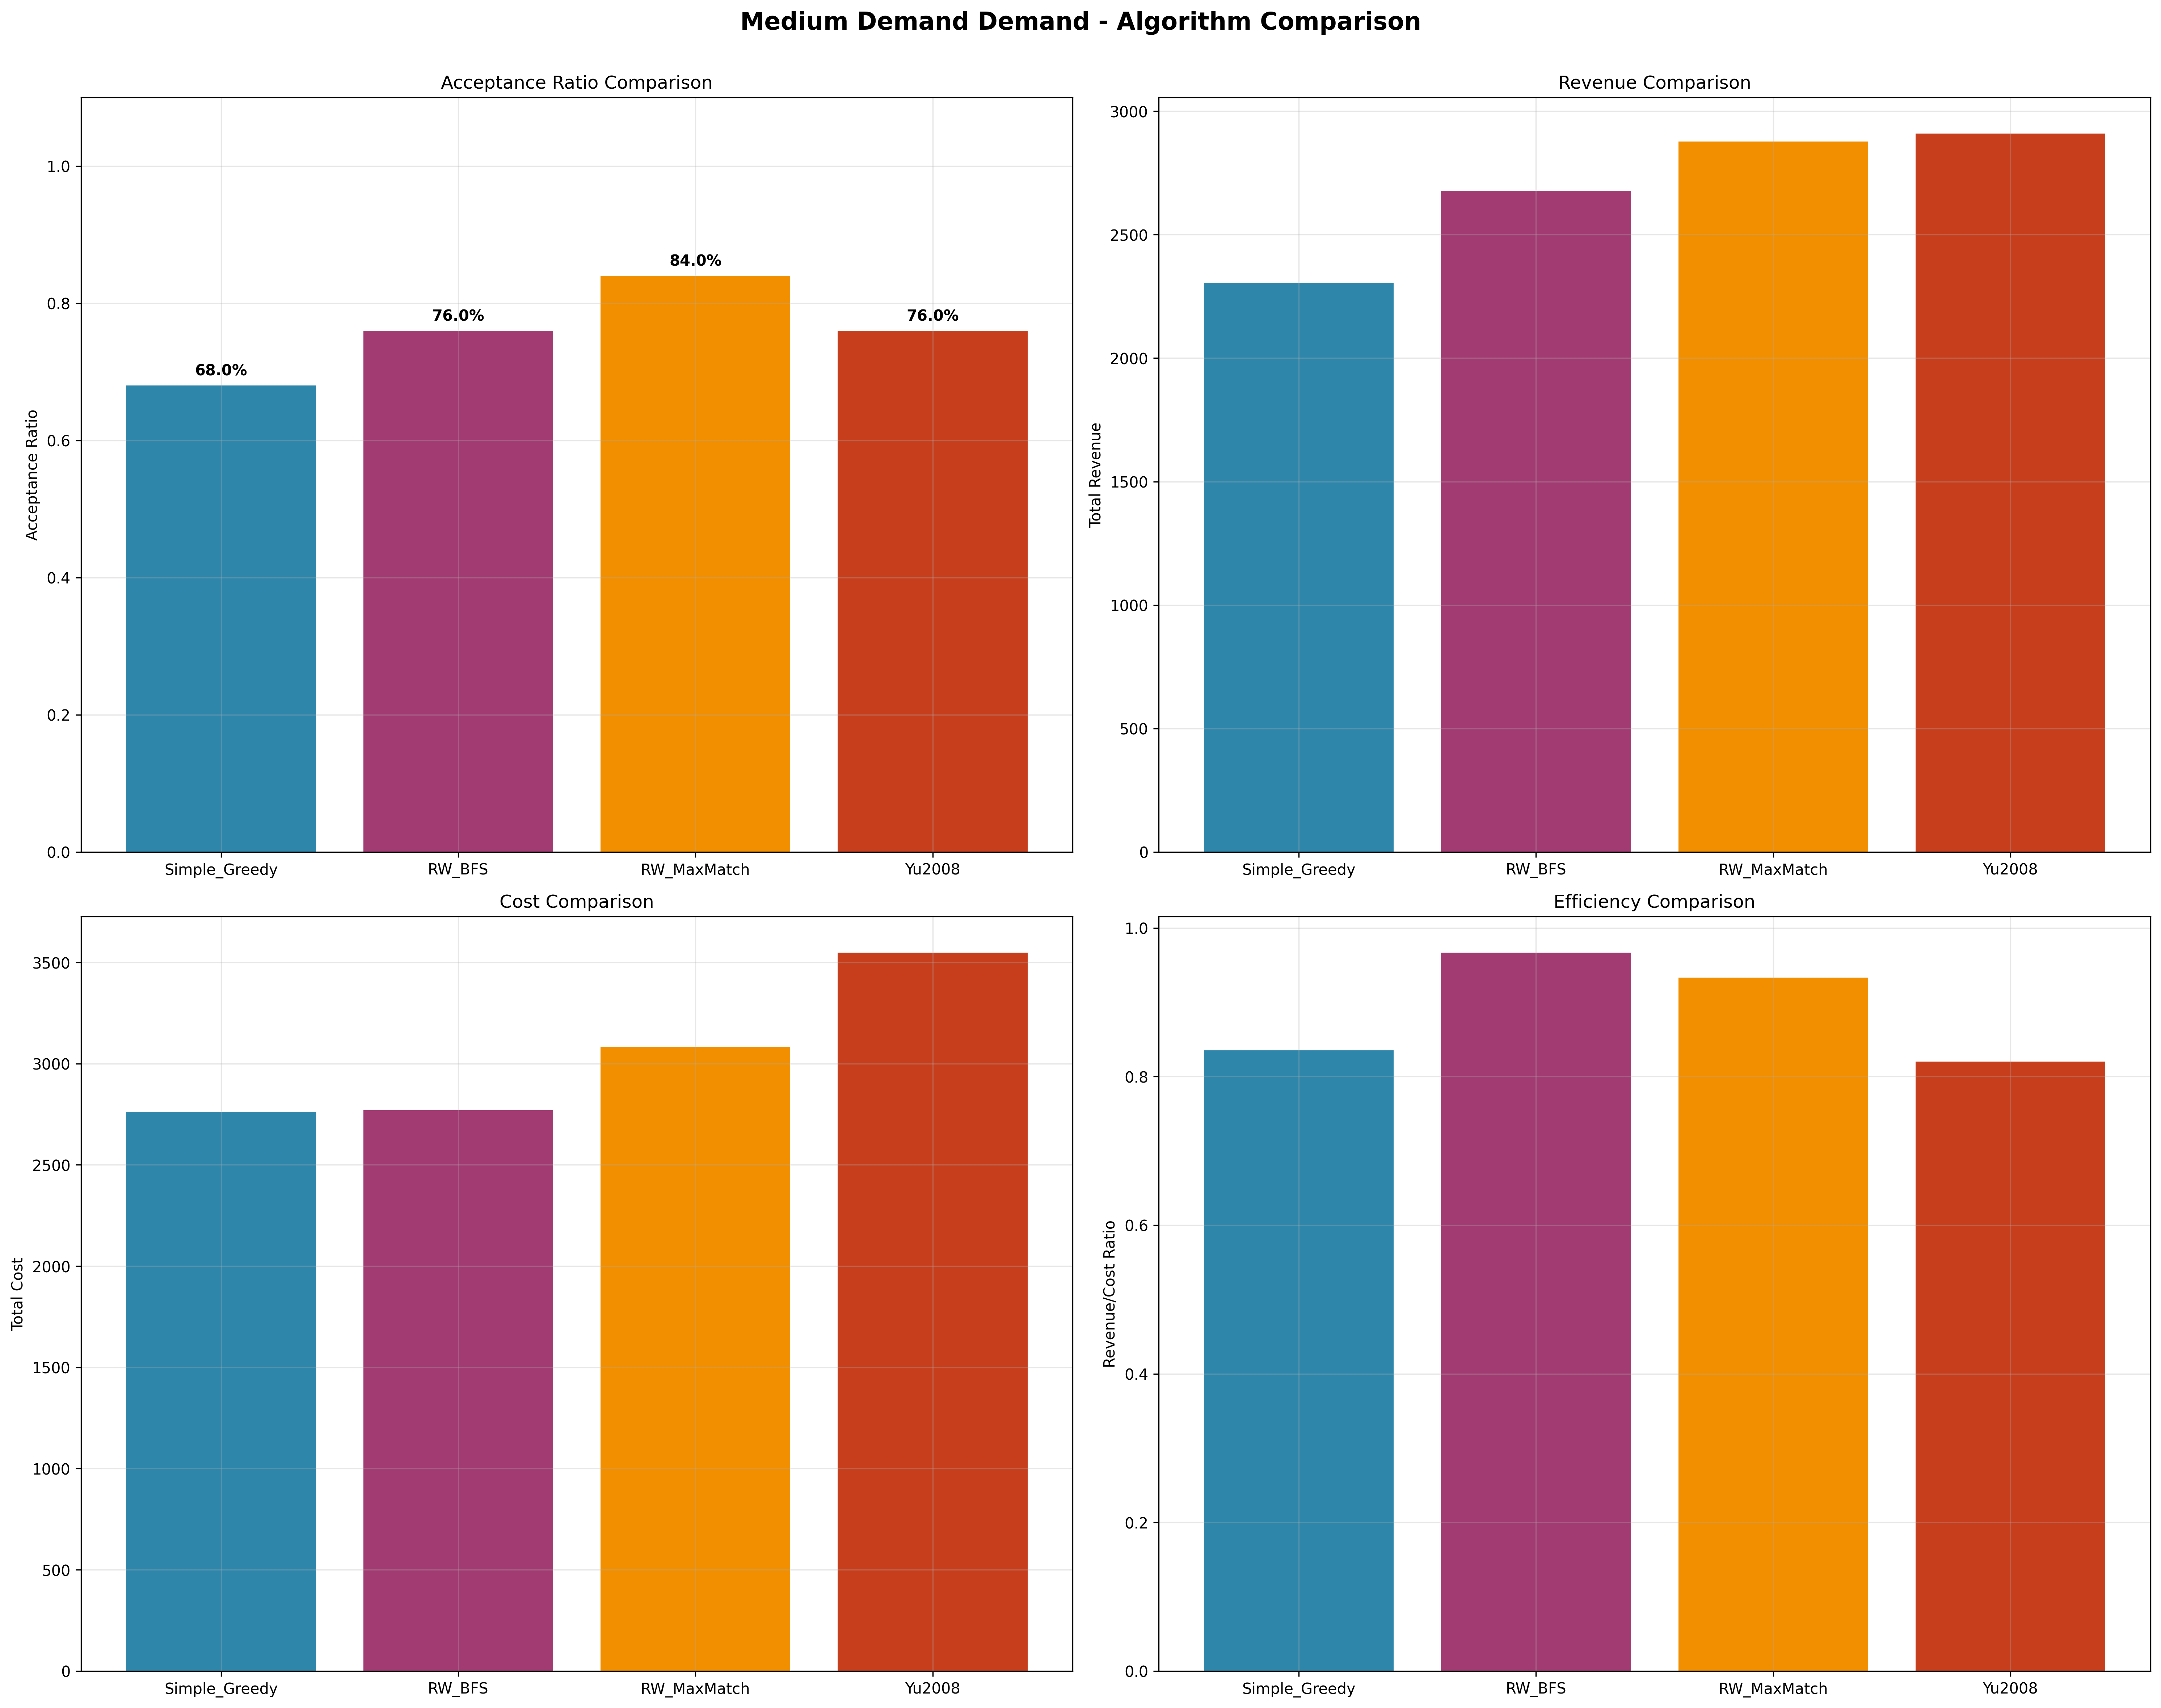 Medium Demand Demand - Algorithm Comparison
Acceptance Ratio Comparison
Acceptance Ratio
1.0
0.8
0.6
0.4
0.2
0.0
68.0%
76.0%
84.0%
76.0%
Simple_Greedy RW_BFS RW_MaxMatch Yu2008
Revenue Comparison
Total Revenue
3000
2500
2000
1500
1000
500
0
Simple_Greedy RW_BFS RW_MaxMatch Yu2008
Cost Comparison
Total Cost
3500
3000
2500
2000
1500
1000
500
0
Simple_Greedy RW_BFS RW_MaxMatch Yu2008
Efficiency Comparison
Revenue/Cost Ratio
1.0
0.8
0.6
0.4
0.2
0.0
Simple_Greedy RW_BFS RW_MaxMatch Yu2008